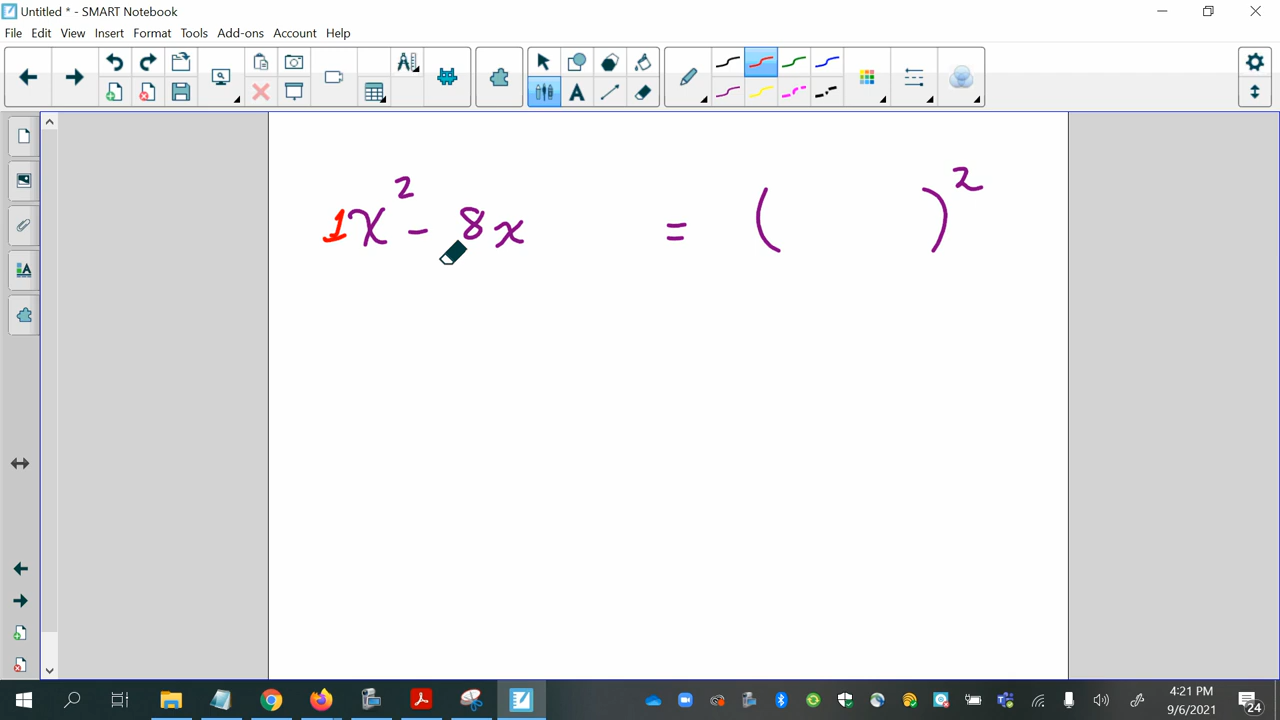 Untitled * - SMART Notebook
File Edit View Insert Format Tools Add-ons Account Help
1x² - 8x = ( )²
4:21 PM
9/6/2021
24